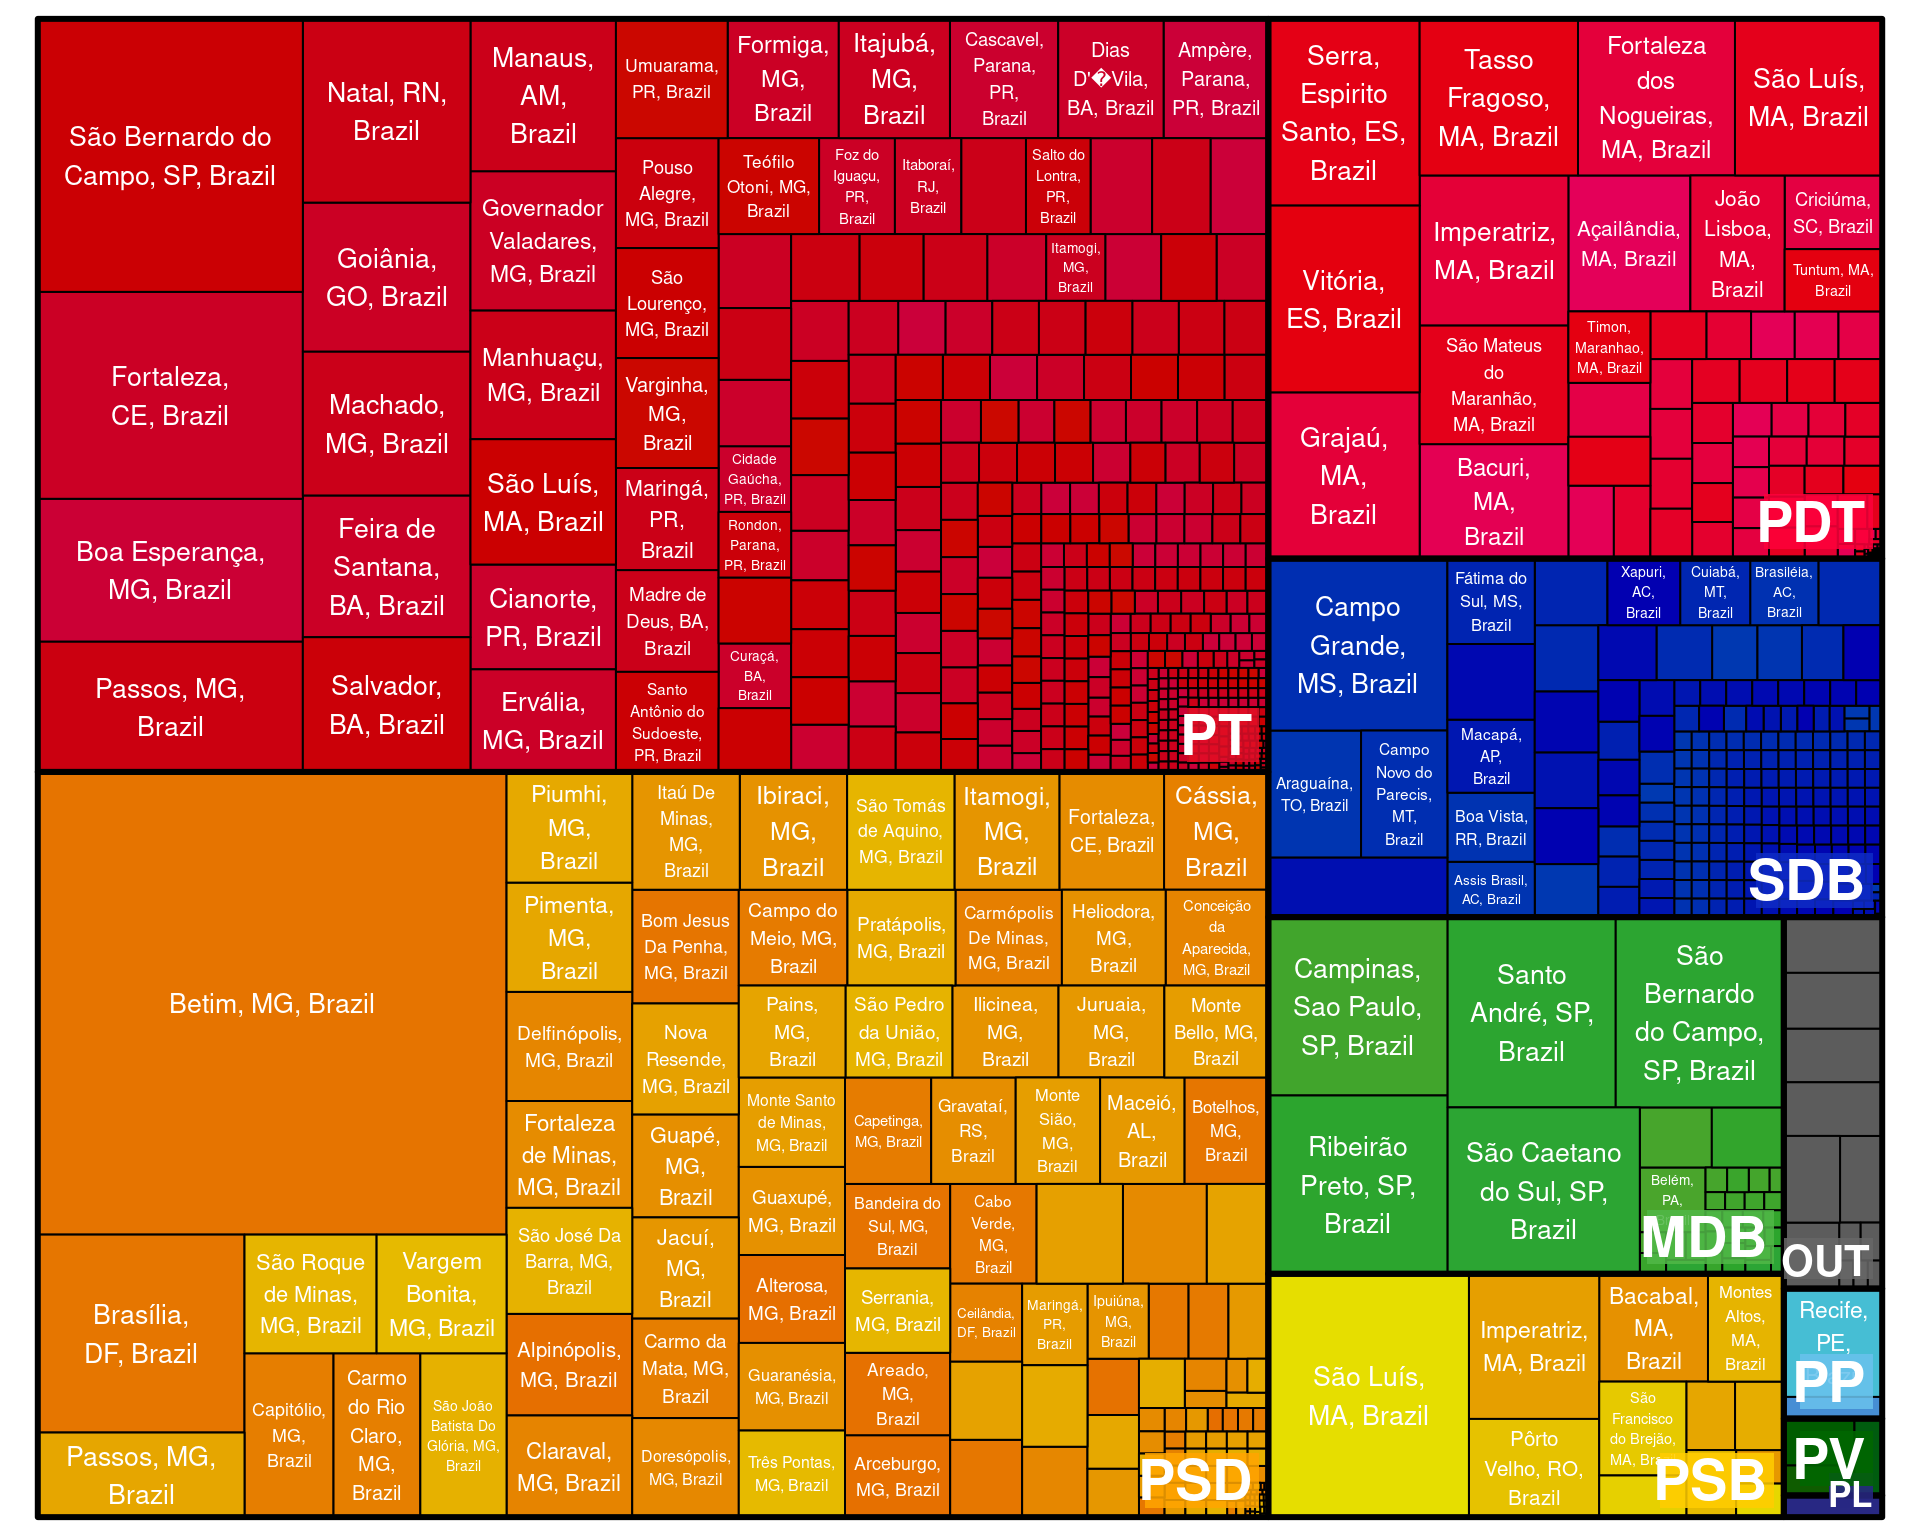 São Bernardo do
Campo, SP, Brazil
Fortaleza,
CE, Brazil
Boa Esperança,
MG, Brazil
Passos, MG,
Brazil
Natal, RN,
Brazil
Goiânia,
GO, Brazil
Machado,
MG, Brazil
Feira de
Santana,
BA, Brazil
Salvador,
BA, Brazil
Manaus,
AM,
Brazil
Governador
Valadares,
MG, Brazil
Manhuaçu,
MG, Brazil
São Luís,
MA, Brazil
Cianorte,
PR, Brazil
Ervália,
MG, Brazil
Umuarama,
PR, Brazil
Pouso
Alegre,
MG, Brazil
São
Lourenço,
MG, Brazil
Varginha,
MG,
Brazil
Maringá,
PR,
Brazil
Madre de
Deus, BA,
Brazil
Santo
Antônio do
Sudoeste,
PR, Brazil
Formiga,
MG,
Brazil
Itajubá,
MG,
Brazil
Cascavel,
Parana,
PR,
Brazil
Dias
D'�Vila,
BA, Brazil
Ampère,
Parana,
PR, Brazil
Teófilo
Otoni, MG,
Brazil
Foz do
Iguaçu,
PR,
Brazil
Itaboraí,
RJ,
Brazil
Salto do
Lontra,
PR,
Brazil
Itamogi,
MG,
Brazil
Cidade
Gaúcha,
PR, Brazil
Rondon,
Parana,
PR, Brazil
Curaçá,
BA,
Brazil
PT
Serra,
Espirito
Santo, ES,
Brazil
Vitória,
ES, Brazil
Grajaú,
MA,
Brazil
Tasso
Fragoso,
MA, Brazil
Fortaleza
dos
Nogueiras,
MA, Brazil
São Luís,
MA, Brazil
Imperatriz,
MA, Brazil
São Mateus
do
Maranhão,
MA, Brazil
Bacuri,
MA,
Brazil
Açailândia,
MA, Brazil
João
Lisboa,
MA,
Brazil
Criciúma,
SC, Brazil
Tuntum, MA,
Brazil
Timon,
Maranhao,
MA, Brazil
PDT
Campo
Grande,
MS, Brazil
Araguaína,
TO, Brazil
Campo
Novo do
Parecis,
MT,
Brazil
Fátima do
Sul, MS,
Brazil
Macapá,
AP,
Brazil
Boa Vista,
RR, Brazil
Assis Brasil,
AC, Brazil
Xapuri,
AC,
Brazil
Cuiabá,
MT,
Brazil
Brasiléia,
AC,
Brazil
SDB
Betim, MG, Brazil
Brasília,
DF, Brazil
Passos, MG,
Brazil
São Roque
de Minas,
MG, Brazil
Vargem
Bonita,
MG, Brazil
Capitólio,
MG,
Brazil
Carmo
do Rio
Claro,
MG,
Brazil
São João
Batista Do
Glória, MG,
Brazil
Piumhi,
MG,
Brazil
Pimenta,
MG,
Brazil
Delfinópolis,
MG, Brazil
Fortaleza
de Minas,
MG, Brazil
São José Da
Barra, MG,
Brazil
Alpinópolis,
MG, Brazil
Claraval,
MG, Brazil
Itaú De
Minas,
MG,
Brazil
Bom Jesus
Da Penha,
MG, Brazil
Nova
Resende,
MG, Brazil
Guapé,
MG,
Brazil
Jacuí,
MG,
Brazil
Carmo da
Mata, MG,
Brazil
Doresópolis,
MG, Brazil
Ibiraci,
MG,
Brazil
São Tomás
de Aquino,
MG, Brazil
Itamogi,
MG,
Brazil
Fortaleza,
CE, Brazil
Cássia,
MG,
Brazil
Campo do
Meio, MG,
Brazil
Pratápolis,
MG, Brazil
Carmópolis
De Minas,
MG, Brazil
Heliodora,
MG,
Brazil
Conceição
da
Aparecida,
MG, Brazil
Pains,
MG,
Brazil
São Pedro
da União,
MG, Brazil
Ilicinea,
MG,
Brazil
Juruaia,
MG,
Brazil
Monte
Bello, MG,
Brazil
Monte Santo
de Minas,
MG, Brazil
Guaxupé,
MG, Brazil
Alterosa,
MG, Brazil
Guaranésia,
MG, Brazil
Três Pontas,
MG, Brazil
Capetinga,
MG, Brazil
Gravataí,
RS,
Brazil
Monte
Sião,
MG,
Brazil
Maceió,
AL,
Brazil
Botelhos,
MG,
Brazil
Bandeira do
Sul, MG,
Brazil
Serrania,
MG, Brazil
Areado,
MG,
Brazil
Arceburgo,
MG, Brazil
Cabo
Verde,
MG,
Brazil
Ceilândia,
DF, Brazil
Maringá,
PR,
Brazil
Ipuiúna,
MG,
Brazil
PSD
Campinas,
Sao Paulo,
SP, Brazil
Ribeirão
Preto, SP,
Brazil
Santo
André, SP,
Brazil
São
Bernardo
do Campo,
SP, Brazil
São Caetano
do Sul, SP,
Brazil
Belém,
PA,
MDB
OUT
São Luís,
MA, Brazil
Imperatriz,
MA, Brazil
Pôrto
Velho, RO,
Brazil
Bacabal,
MA,
Brazil
Montes
Altos,
MA,
Brazil
São
Francisco
do Brejão,
MA,
PSB
Recife,
PE,
PP
PV
PL